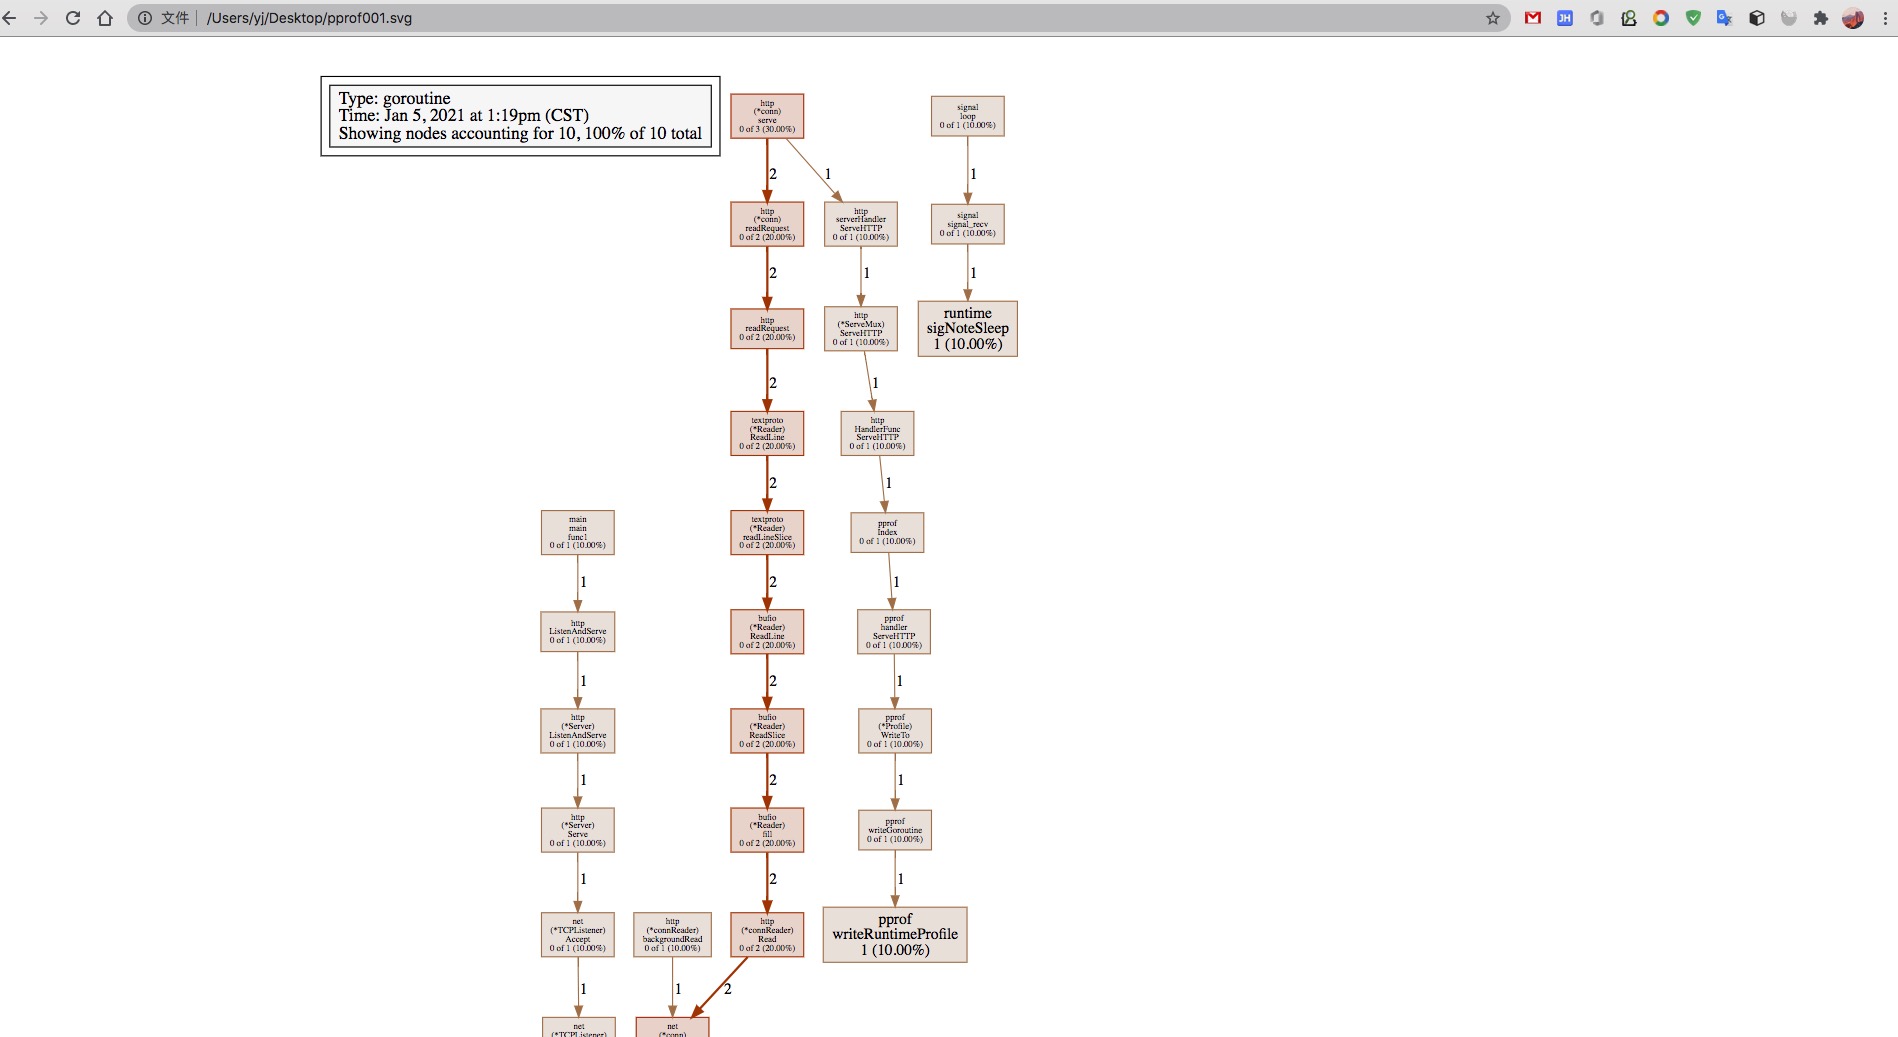 文件
/Users/yj/Desktop/pprof001.svg
JH
Type: goroutine
Time: Jan 5, 2021 at 1:19pm (CST)
Showing nodes accounting for 10, 100% of 10 total
http
(*conn)
serve
0 of 3 (30.00%)
signal
loop
0 of 1 (10.00%)
2
1
1
http
(*conn)
readRequest
0 of 2 (20.00%)
http
serverHandler
ServeHTTP
0 of 1 (10.00%)
signal
signal_recv
0 of 1 (10.00%)
2
1
1
http
readRequest
0 of 2 (20.00%)
http
(*ServeMux)
ServeHTTP
0 of 1 (10.00%)
runtime
sigNoteSleep
1 (10.00%)
2
1
textproto
(*Reader)
ReadLine
0 of 2 (20.00%)
http
HandlerFunc
ServeHTTP
0 of 1 (10.00%)
2
1
main
main
func1
0 of 1 (10.00%)
textproto
(*Reader)
readLineSlice
0 of 2 (20.00%)
pprof
Index
0 of 1 (10.00%)
1
2
1
http
ListenAndServe
0 of 1 (10.00%)
bufio
(*Reader)
ReadLine
0 of 2 (20.00%)
pprof
handler
ServeHTTP
0 of 1 (10.00%)
1
2
1
http
(*Server)
ListenAndServe
0 of 1 (10.00%)
bufio
(*Reader)
ReadSlice
0 of 2 (20.00%)
pprof
(*Profile)
WriteTo
0 of 1 (10.00%)
1
2
1
http
(*Server)
Serve
0 of 1 (10.00%)
bufio
(*Reader)
fill
0 of 2 (20.00%)
pprof
writeGoroutine
0 of 1 (10.00%)
1
2
1
net
(*TCPListener)
Accept
0 of 1 (10.00%)
http
(*connReader)
backgroundRead
0 of 1 (10.00%)
http
(*connReader)
Read
0 of 2 (20.00%)
pprof
writeRuntimeProfile
1 (10.00%)
1
1
2
net
(*TCPListener)
net
(*conn)